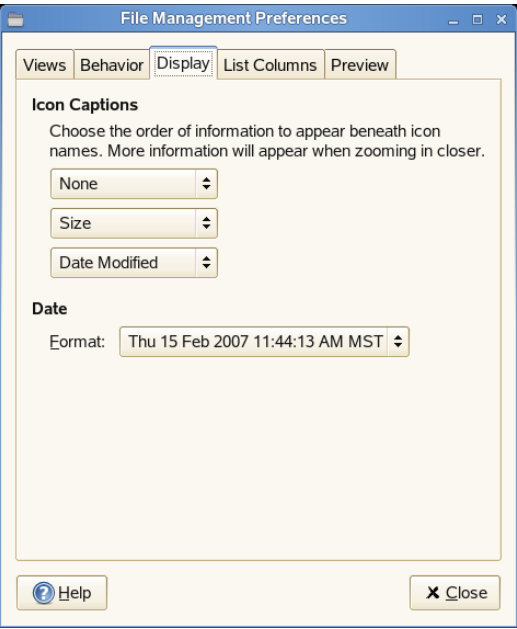 File Management Preferences
Views Behavior Display List Columns Preview
Icon Captions
Choose the order of information to appear beneath icon
names. More information will appear when zooming in closer.
None
Size
Date Modified
Date
Format: Thu 15 Feb 2007 11:44:13 AM MST
Help Close